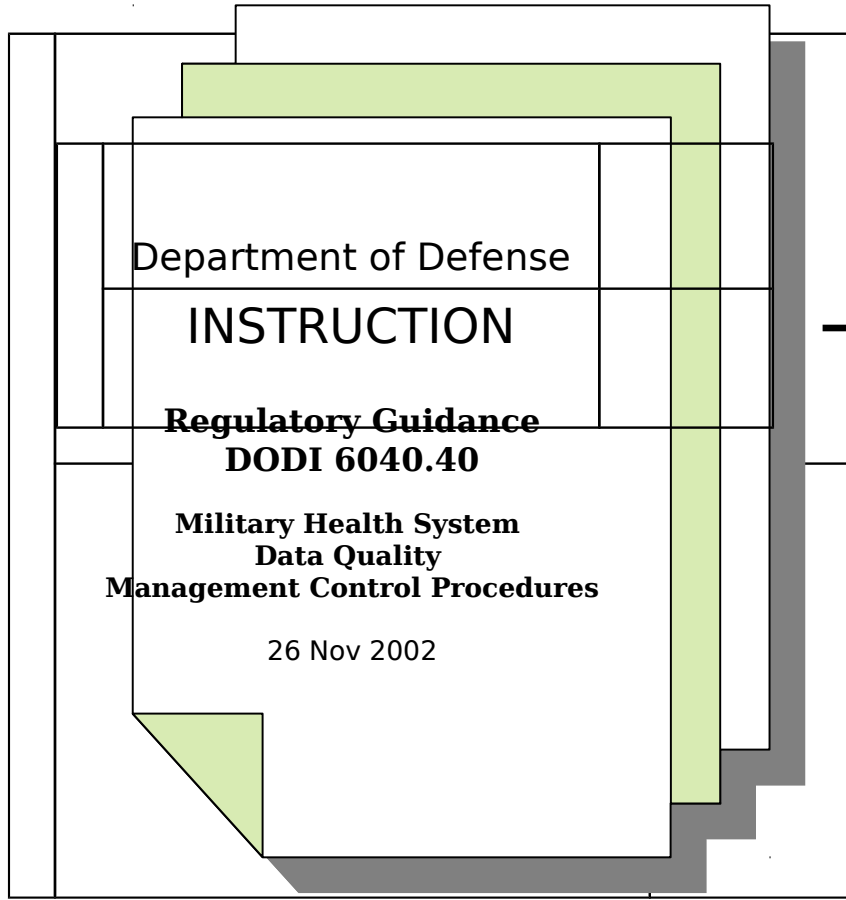 Department of Defense
INSTRUCTION
Regulatory Guidance
DODI 6040.40
Military Health System
Data Quality
Management Control Procedures
26 Nov 2002